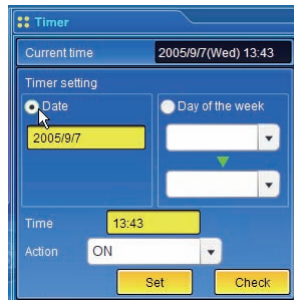 Timer
Current time 2005/9/7(Wed) 13:43
Timer setting
Date Day of the week
2005/9/7
Time 13:43
Action ON
Set Check